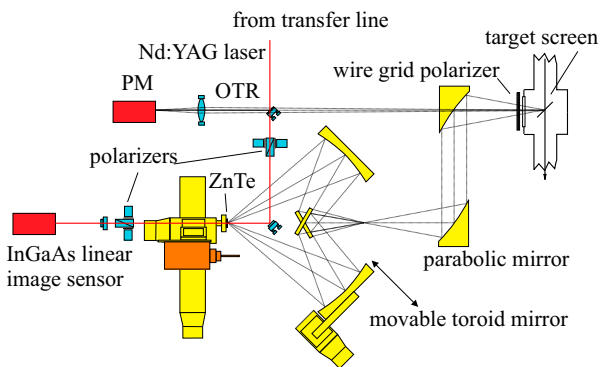 from transfer line
Nd:YAG laser
target screen
PM
OTR
wire grid polarizer
polarizers
ZnTe
InGaAs linear
image sensor
parabolic mirror
movable toroid mirror